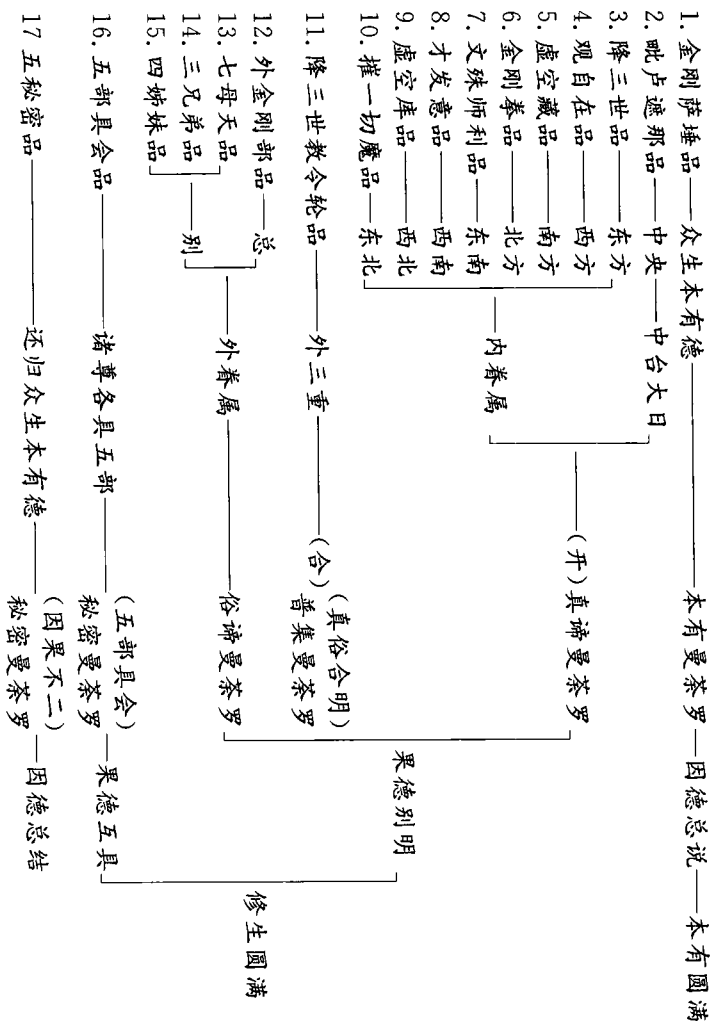 1. 金刚萨埵品 众生本有德 本有曼荼罗 因德总说 本有圆满
2. 毗卢遮那品 中央 中台大日
3. 降三世品 东方
4. 观自在品 西方
5. 虚空藏品 南方
6. 金刚拳品 北方
7. 文殊师利品 东南
8. 才发意品 西南
9. 虚空库品 西北
10. 摧一切魔品 东北
内眷属
(开)真谛曼荼罗
11. 降三世教令轮品 外三重 (合) (真俗合明)
普集曼荼罗
12. 外金刚部品 总
13. 七母天品
14. 三兄弟品
15. 四姊妹品
别
外眷属 俗谛曼荼罗
果德别明
16. 五部具会品 诸尊各具五部 (五部具会)
秘密曼荼罗 果德互具
修生圆满
17 五秘密品 还归众生本有德 (因果不二)
秘密曼荼罗 因德总结